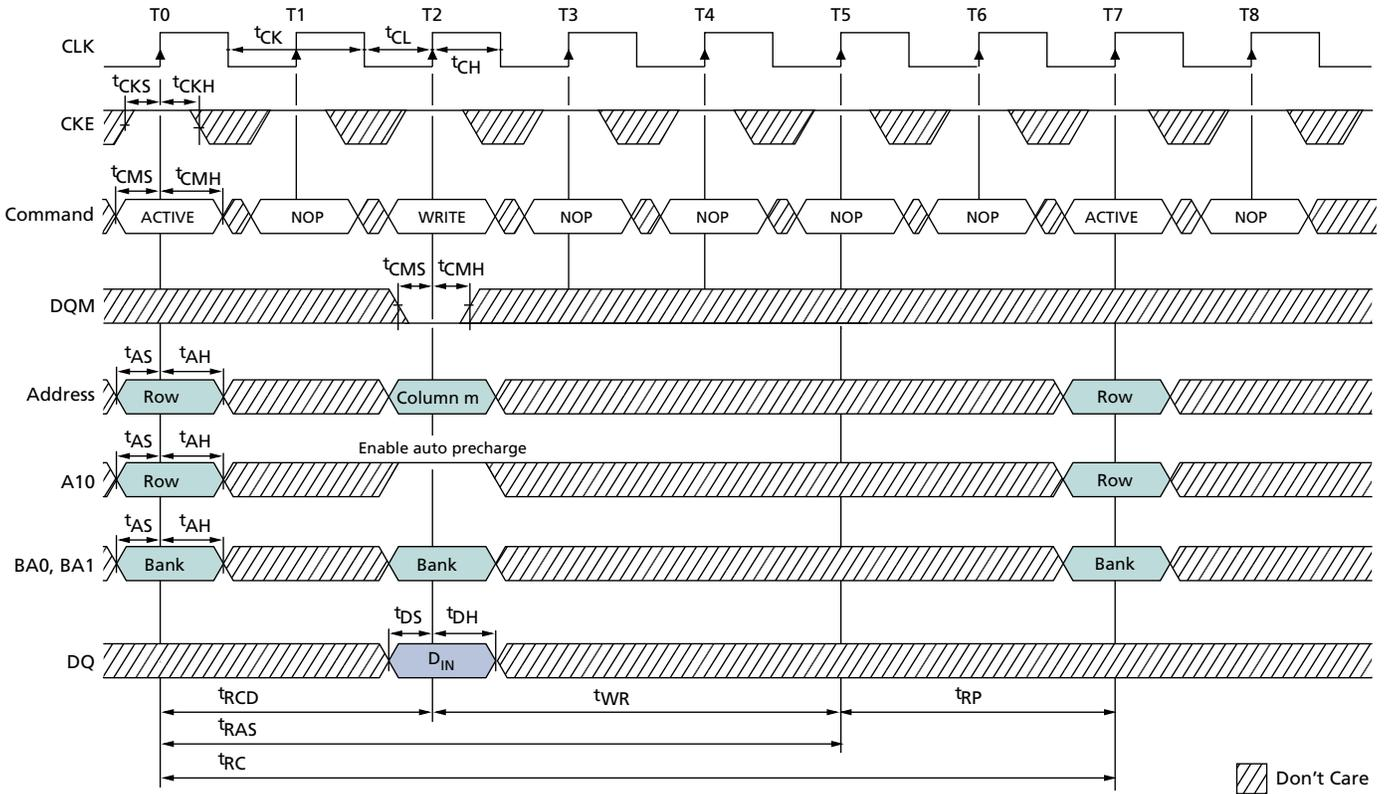 T0 T1 T2 T3 T4 T5 T6 T7 T8
CLK
tCK tCL
tCH
tCKS tCKH
CKE
tCMS tCMH
Command ACTIVE NOP WRITE NOP NOP NOP NOP ACTIVE NOP
tCMS tCMH
DQM
tAS tAH
Address Row Column m Row
tAS tAH
Enable auto precharge
A10 Row Row
tAS tAH
BA0, BA1 Bank Bank Bank
tDS tDH
DQ DIN
tRCD tWR tRP
tRAS
tRC
Don't Care